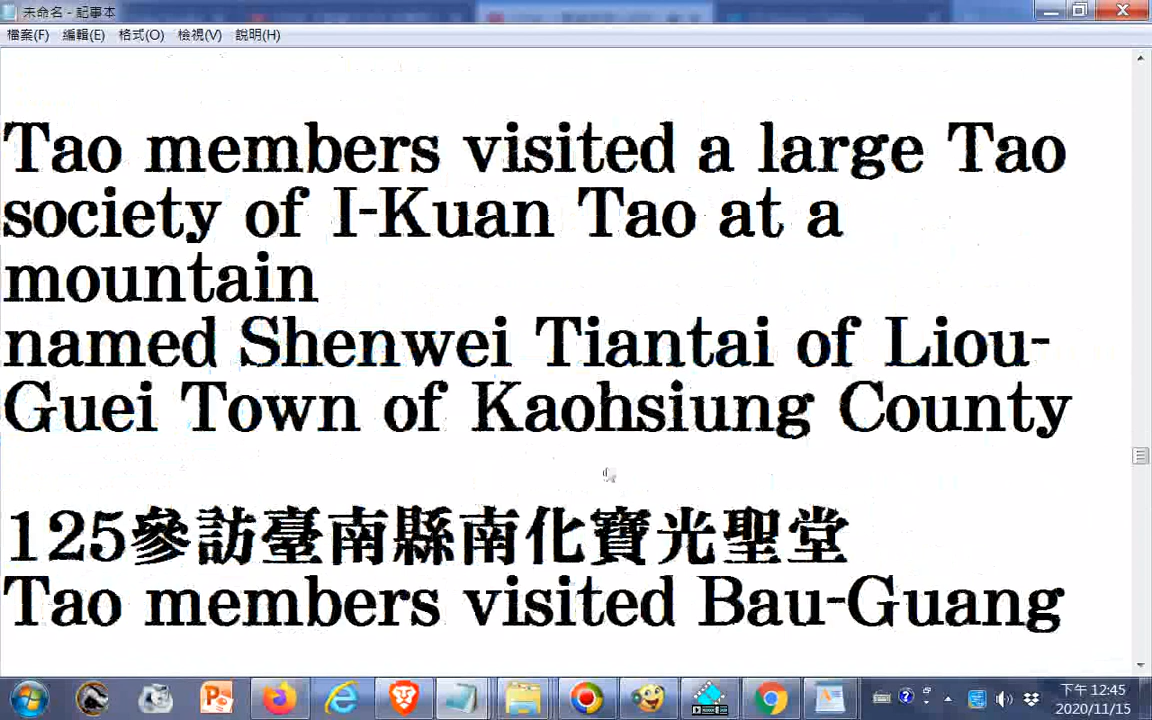 未命名 - 記事本
檔案(F) 編輯(E) 格式(O) 檢視(V) 說明(H)
Tao members visited a large Tao
society of I-Kuan Tao at a
mountain
named Shenwei Tiantai of Liou-
Guei Town of Kaohsiung County
125參訪臺南縣南化寶光聖堂
Tao members visited Bau-Guang
下午 12:45
2020/11/15